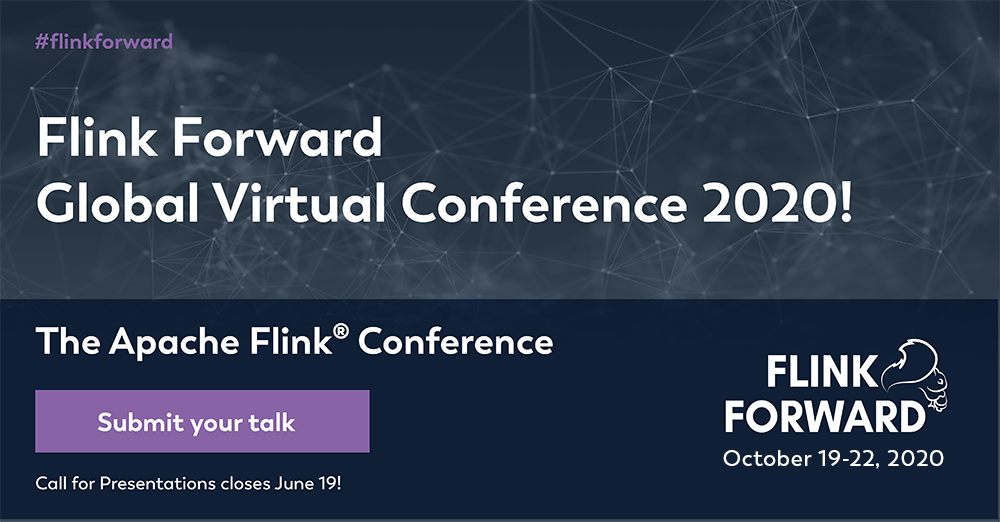 #flinkforward
Flink Forward
Global Virtual Conference 2020!
The Apache Flink® Conference
Submit your talk
Call for Presentations closes June 19!
FLINK
FORWARD
October 19-22, 2020